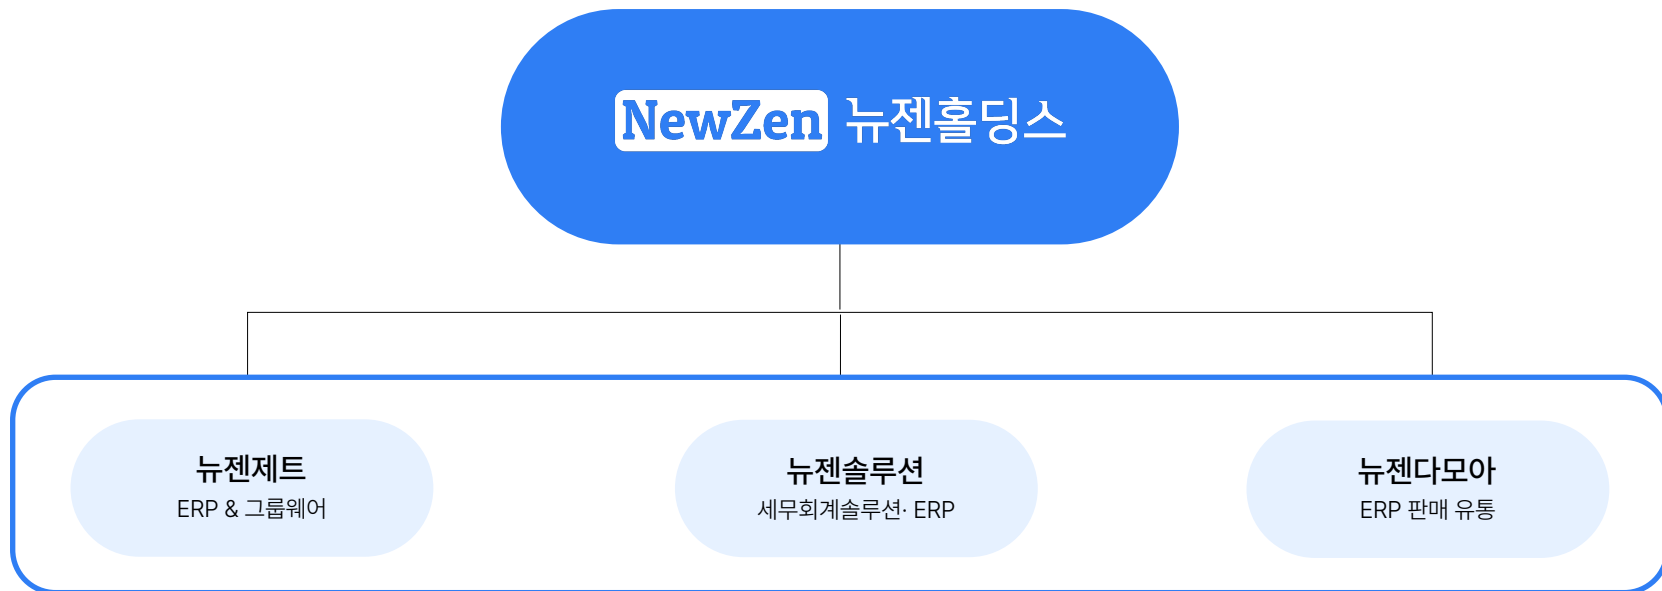 NewZen 뉴젠홀딩스
뉴젠제트
ERP & 그룹웨어
뉴젠솔루션
세무회계솔루션· ERP
뉴젠다모아
ERP 판매 유통